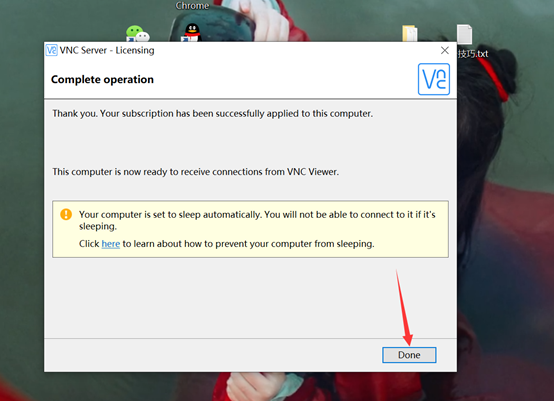 Chrome
技巧.txt
VNC Server - Licensing
Complete operation
Thank you. Your subscription has been successfully applied to this computer.
This computer is now ready to receive connections from VNC Viewer.
Your computer is set to sleep automatically. You will not be able to connect to it if it's
sleeping.
Click here to learn about how to prevent your computer from sleeping.
Done